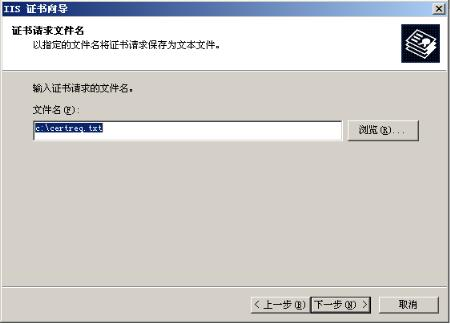 IIS 证书向导
证书请求文件名
以指定的文件名将证书请求保存为文本文件。
输入证书请求的文件名。
文件名(F):
c:\certreq.txt
浏览(R)...
< 上一步(B)
下一步(N) >
取消